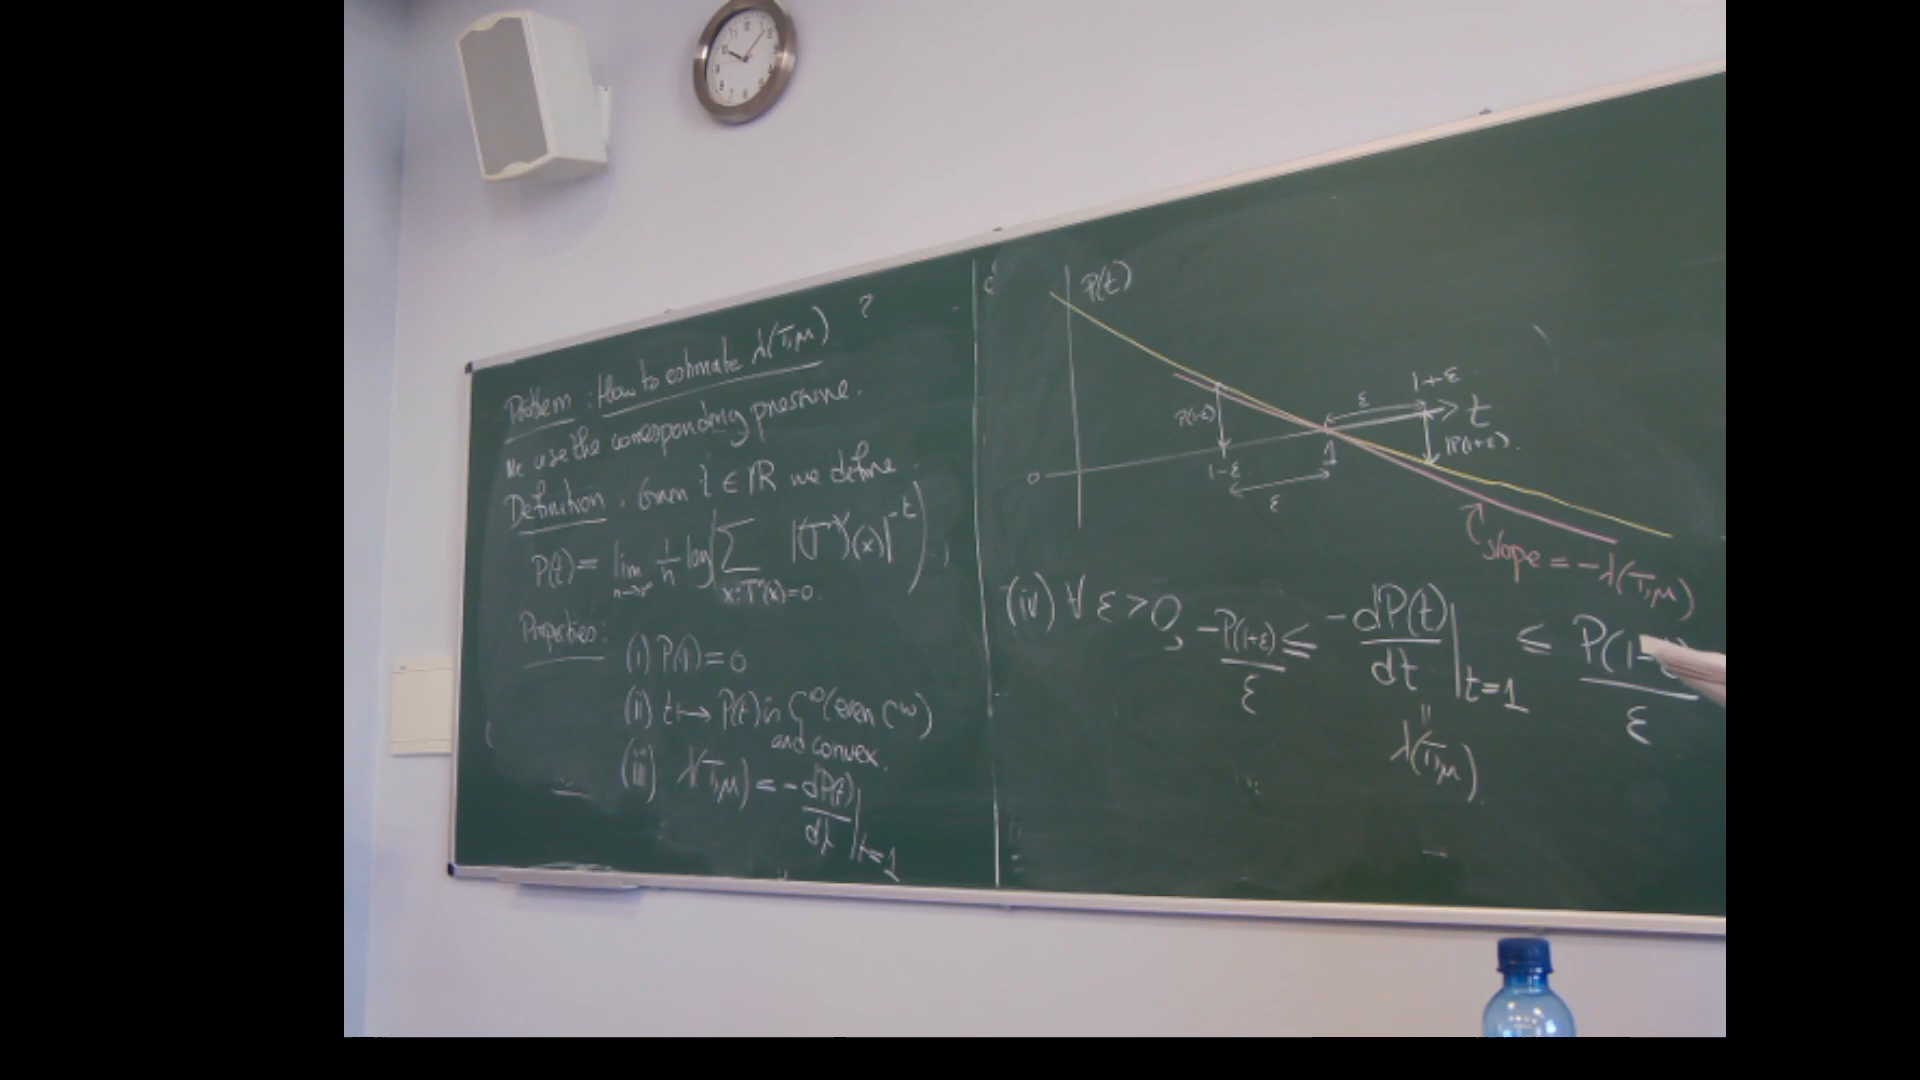 Problem : How to estimate λ(T,μ) ?
We use the corresponding pressure.
Definition. Given t ∈ ℝ we define
P(t) = lim n→∞ 1/n log( ∑ x:Tⁿ(x)=0 |(Tⁿ)'(x)|^-t )
Properties:
(i) P(1) = 0
(ii) t ↦ P(t) is C^∞ (even C^ω)
and convex.
(iii) λ(T,μ) = - dP(t)/dt |t=1
P(t)
1+ε
ε
t
P(1-ε)
P(1+ε).
1-ε
1
0
ε
slope = -λ(T,μ)
(iv) ∀ ε > 0, -P(1+ε)/ε ≤ - dP(t)/dt |t=1 ≤ P(1-/ε
=
λ(T,μ)